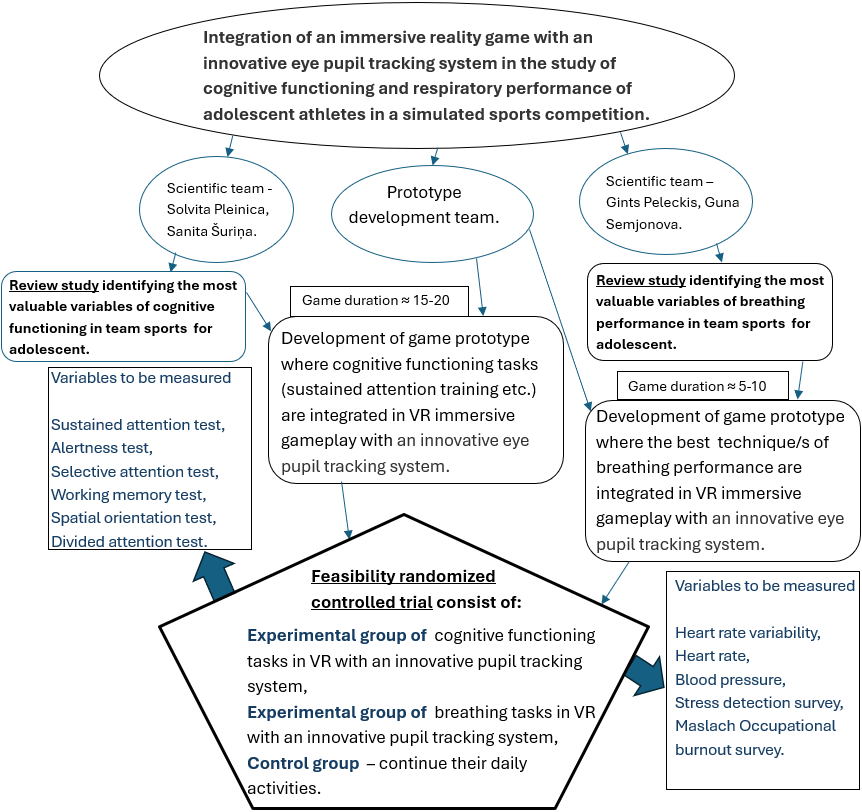 Integration of an immersive reality game with an
innovative eye pupil tracking system in the study of
cognitive functioning and respiratory performance of
adolescent athletes in a simulated sports competition.
Scientific team -
Solvita Pleinica,
Sanita Šuriņa.
Prototype
development team.
Scientific team –
Gints Peleckis, Guna
Semjonova.
Review study identifying the most
valuable variables of cognitive
functioning in team sports for
adolescent.
Game duration ≈ 15-20
Review study identifying the most
valuable variables of breathing
performance in team sports for
adolescent.
Variables to be measured
Sustained attention test,
Alertness test,
Selective attention test,
Working memory test,
Spatial orientation test,
Divided attention test.
Development of game prototype
where cognitive functioning tasks
(sustained attention training etc.)
are integrated in VR immersive
gameplay with an innovative eye
pupil tracking system.
Game duration ≈ 5-10
Development of game prototype
where the best technique/s of
breathing performance are
integrated in VR immersive
gameplay with an innovative eye
pupil tracking system.
Feasibility randomized
controlled trial consist of:
Experimental group of cognitive functioning
tasks in VR with an innovative pupil tracking
system,
Experimental group of breathing tasks in VR
with an innovative pupil tracking system,
Control group – continue their daily
activities.
Variables to be measured
Heart rate variability,
Heart rate,
Blood pressure,
Stress detection survey,
Maslach Occupational
burnout survey.